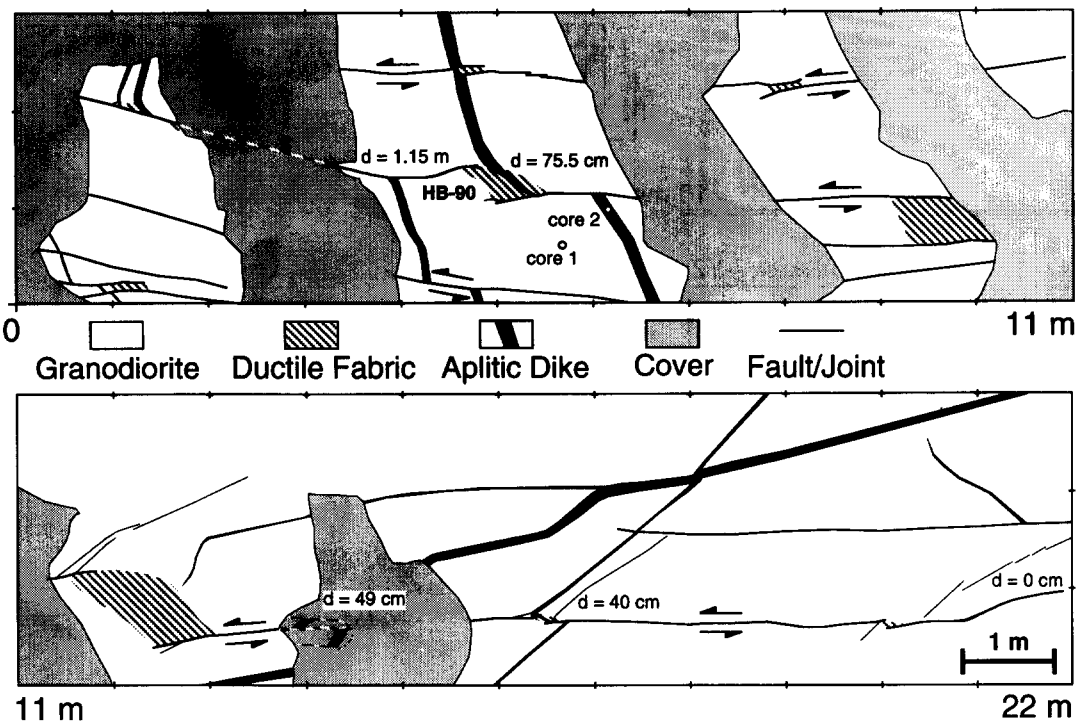 d = 1.15 m
d = 75.5 cm
HB-90
core 2
core 1
0
11 m
Granodiorite
Ductile Fabric
Aplitic Dike
Cover
Fault/Joint
d = 49 cm
d = 40 cm
d = 0 cm
1 m
11 m
22 m